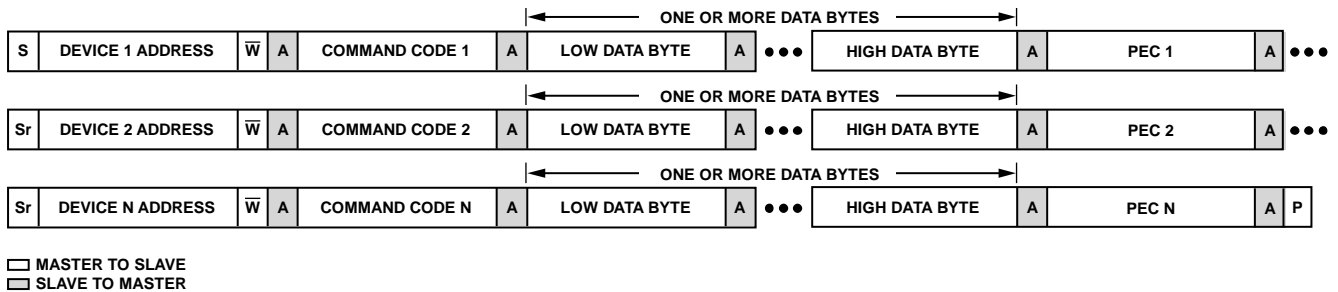 ONE OR MORE DATA BYTES
S DEVICE 1 ADDRESS W̅ A COMMAND CODE 1 A LOW DATA BYTE A ●●● HIGH DATA BYTE A PEC 1 A ●●●
ONE OR MORE DATA BYTES
Sr DEVICE 2 ADDRESS W̅ A COMMAND CODE 2 A LOW DATA BYTE A ●●● HIGH DATA BYTE A PEC 2 A ●●●
ONE OR MORE DATA BYTES
Sr DEVICE N ADDRESS W̅ A COMMAND CODE N A LOW DATA BYTE A ●●● HIGH DATA BYTE A PEC N A P
MASTER TO SLAVE
SLAVE TO MASTER